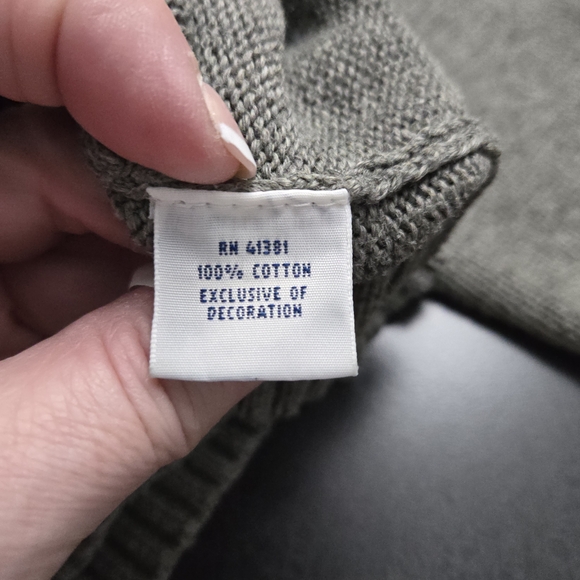 RN 41381
100% COTTON
EXCLUSIVE OF
DECORATION